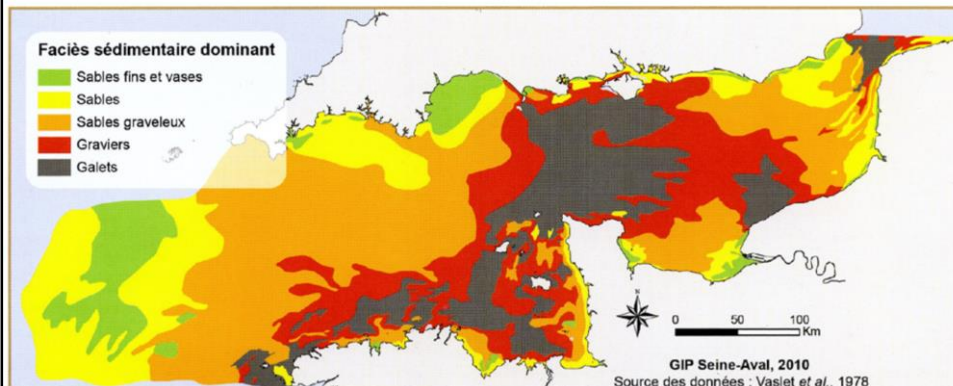 Faciès sédimentaire dominant
Sables fins et vases
Sables
Sables graveleux
Graviers
Galets
N
0 50 100
Km
GIP Seine-Aval, 2010
Source des données : Vaslet et al., 1978